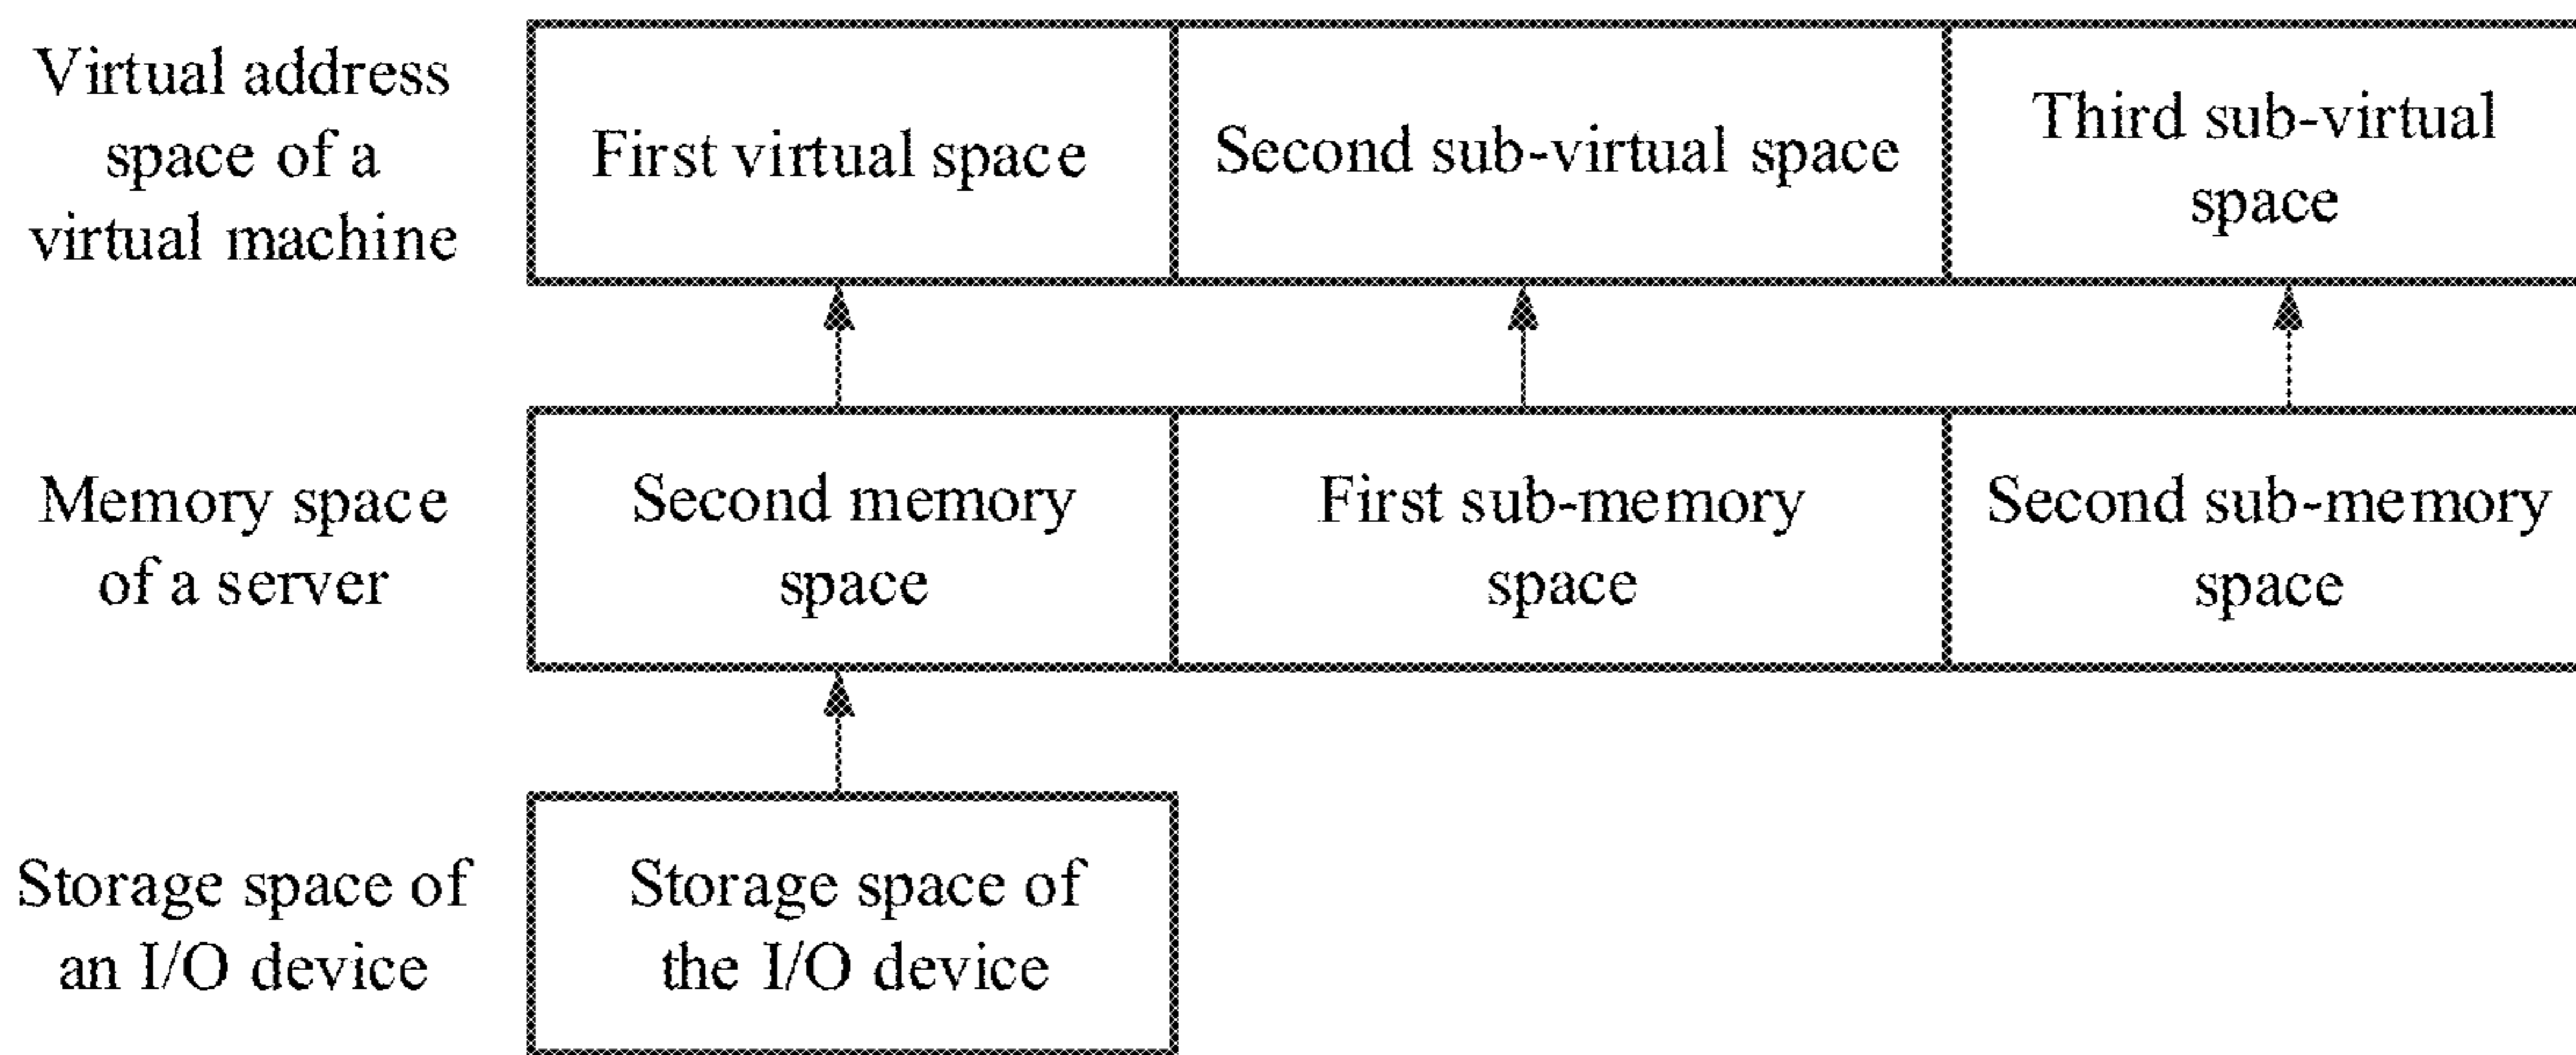 Virtual address
space of a
virtual machine
First virtual space
Second sub-virtual space
Third sub-virtual
space
Memory space
of a server
Second memory
space
First sub-memory
space
Second sub-memory
space
Storage space of
an I/O device
Storage space of
the I/O device